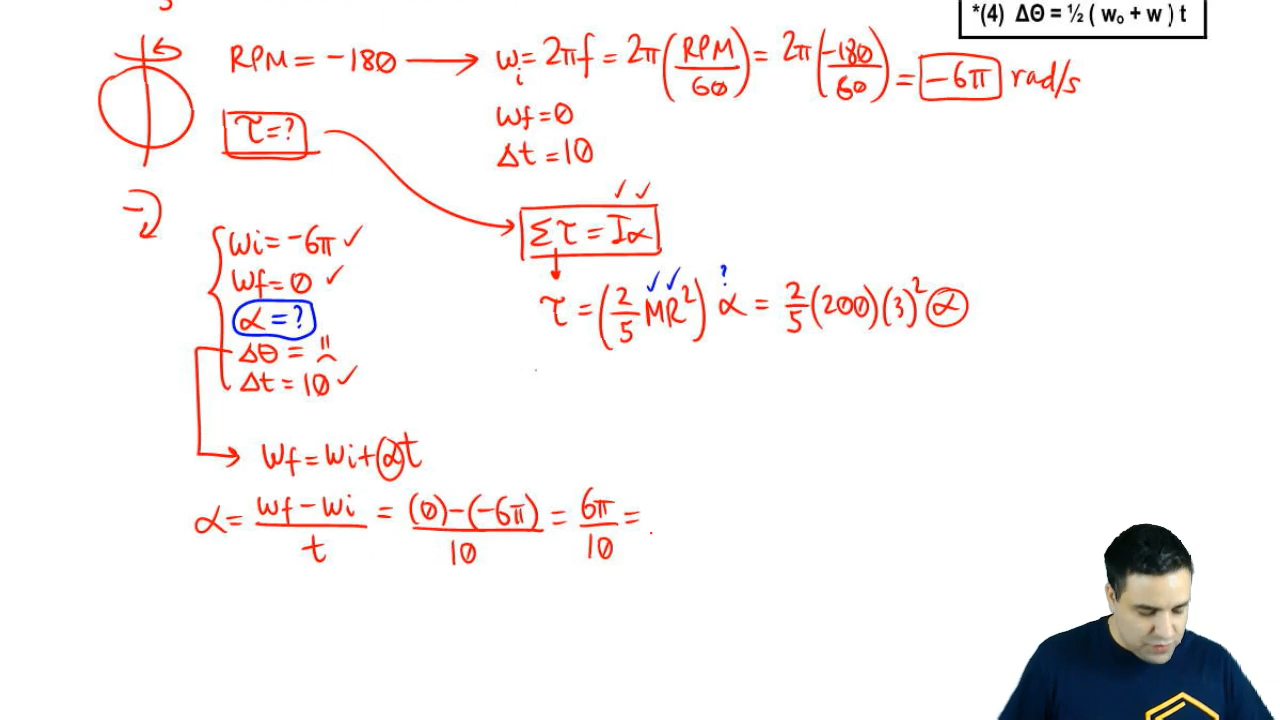 *(4) ΔΘ = ½ ( w₀ + w ) t
RPM = -180 → wi = 2πf = 2π(RPM/60) = 2π(-180/60) = -6π rad/s
τ = ?
wf = 0
Δt = 10
Στ = Iα
wi = -6π ✓
wf = 0 ✓
α = ?
Δθ =
Δt = 10 ✓
τ = (2/5 MR²) α = 2/5 (200)(3)² α
?
wf = wi + αt
α = wf - wi / t = (0) - (-6π) / 10 = 6π / 10 =